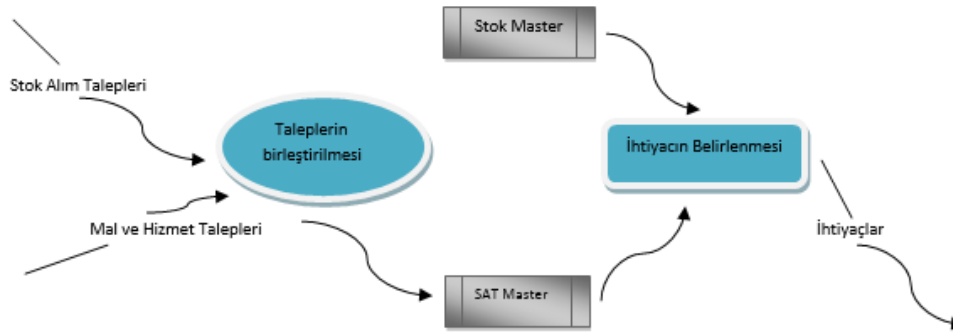 Stok Master
Stok Alım Talepleri
Taleplerin
birleştirilmesi
İhtiyacın Belirlenmesi
Mal ve Hizmet Talepleri
İhtiyaçlar
SAT Master